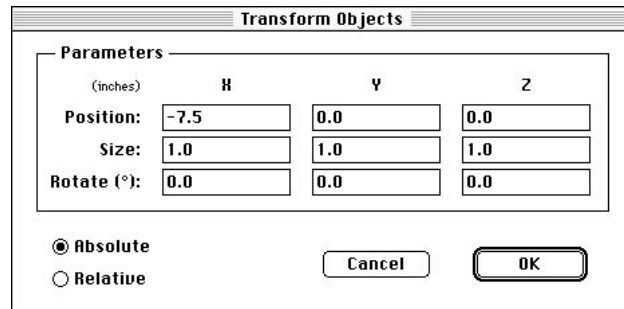 Transform Objects
Parameters
(inches) X Y Z
Position: -7.5 0.0 0.0
Size: 1.0 1.0 1.0
Rotate (°): 0.0 0.0 0.0
Absolute
Relative
Cancel OK